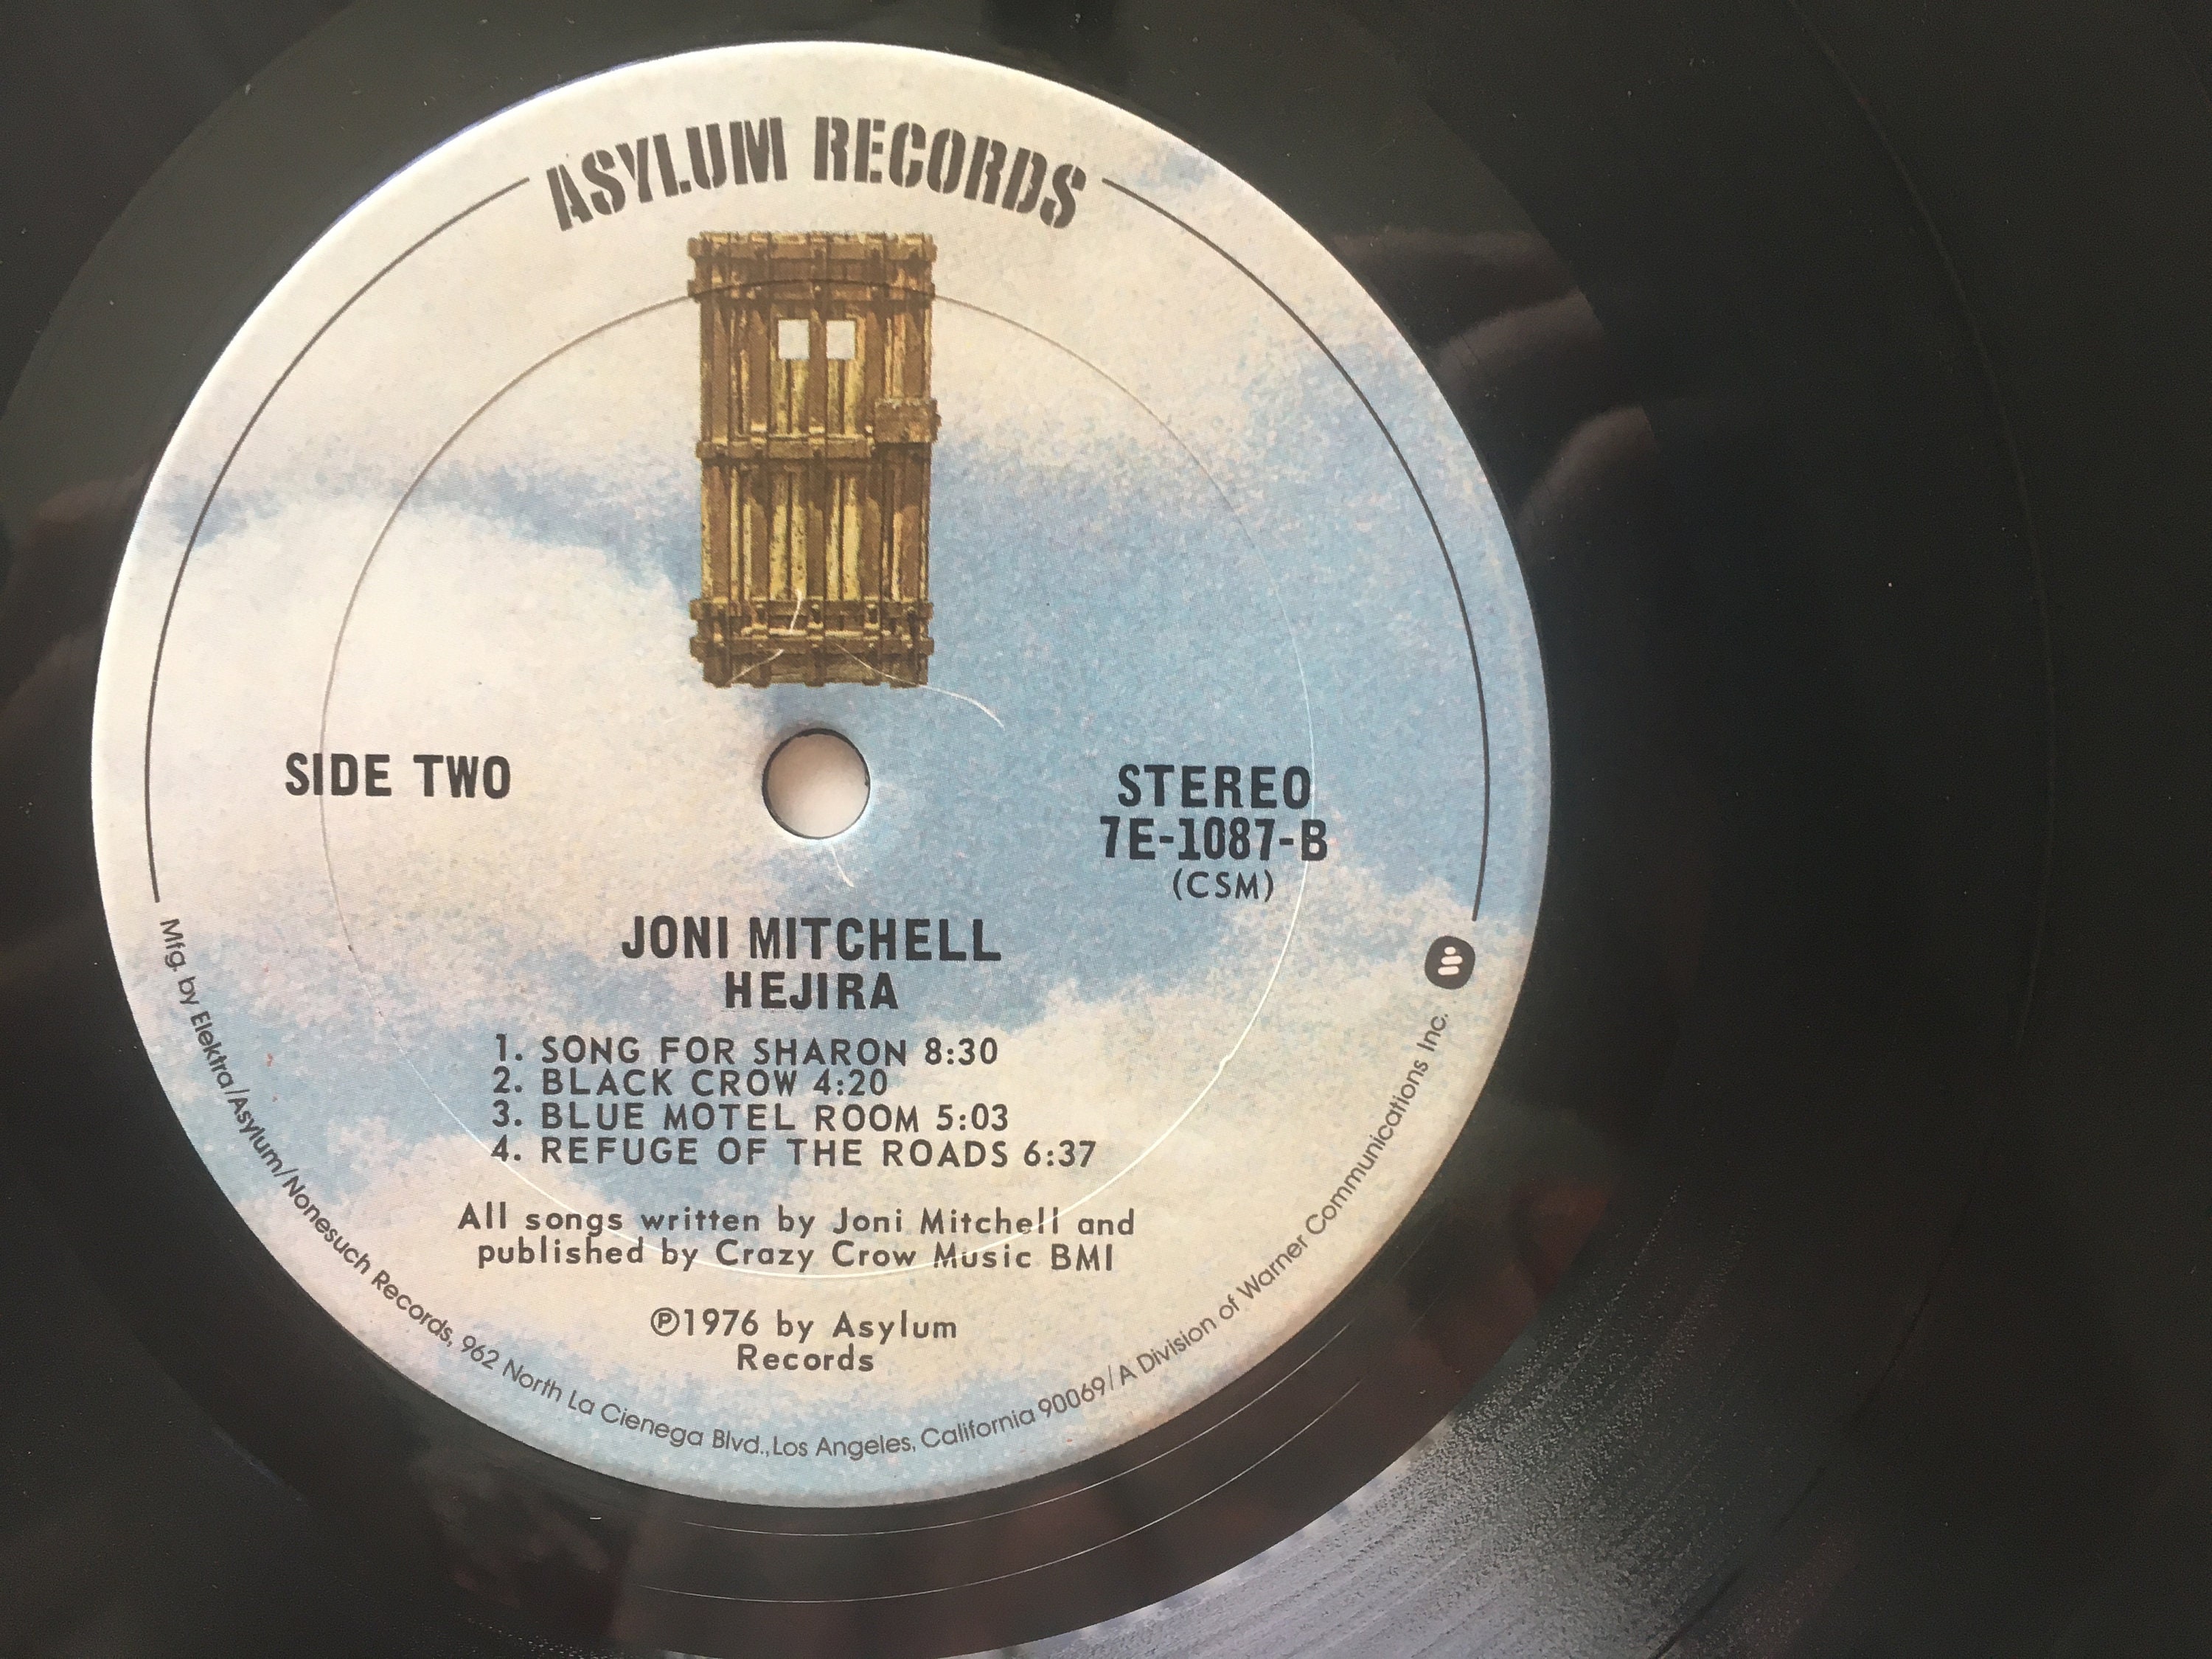 ASYLUM RECORDS
SIDE TWO
STEREO
7E-1087-B
(CSM)
JONI MITCHELL
HEJIRA
1. SONG FOR SHARON 8:30
2. BLACK CROW 4:20
3. BLUE MOTEL ROOM 5:03
4. REFUGE OF THE ROADS 6:37
All songs written by Joni Mitchell and
published by Crazy Crow Music BMI
℗1976 by Asylum
Records
Mfg. by Elektra/Asylum/Nonesuch Records, 962 North La Cienega Blvd., Los Angeles, California 90069/A Division of Warner Communications Inc.